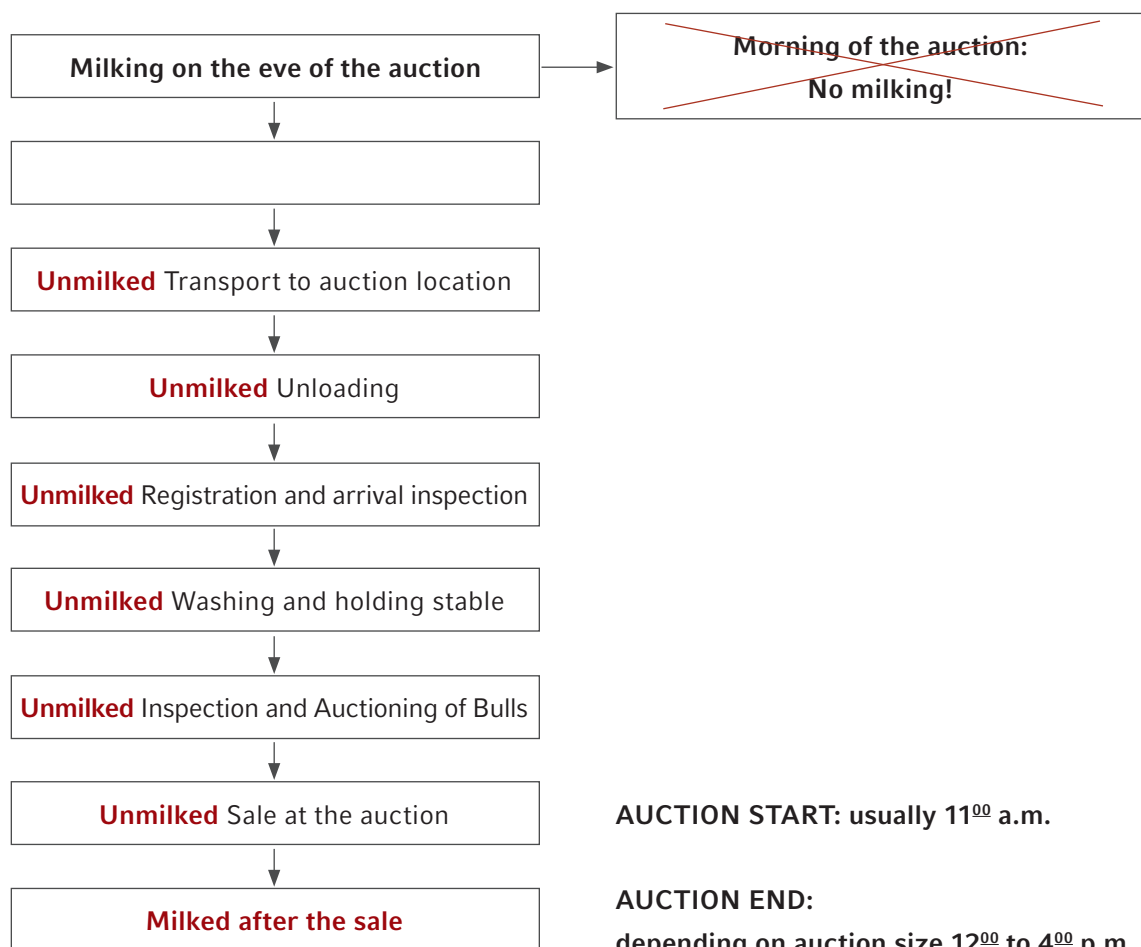 Milking on the eve of the auction
Morning of the auction:
No milking!
Unmilked Transport to auction location
Unmilked Unloading
Unmilked Registration and arrival inspection
Unmilked Washing and holding stable
Unmilked Inspection and Auctioning of Bulls
Unmilked Sale at the auction
Milked after the sale
AUCTION START: usually 11⁰⁰ a.m.
AUCTION END:
depending on auction size 12⁰⁰ to 4⁰⁰ p.m.